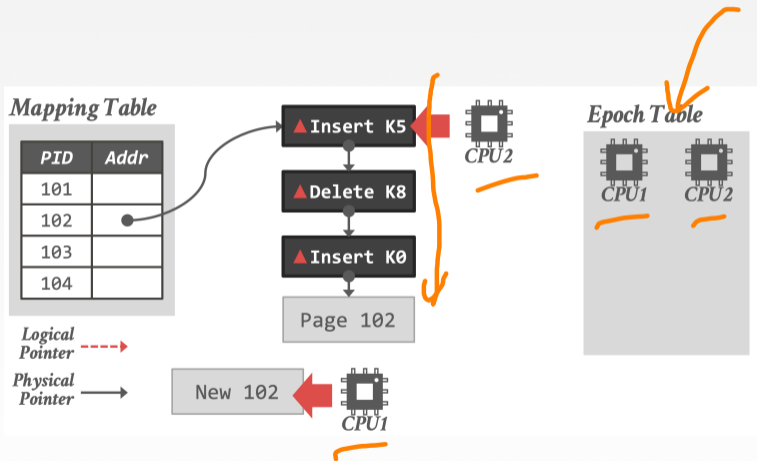 Mapping Table
PID Addr
101
102
103
104
Logical
Pointer
Physical
Pointer
▲Insert K5
▲Delete K8
▲Insert K0
Page 102
New 102
CPU1
CPU2
Epoch Table
CPU1 CPU2